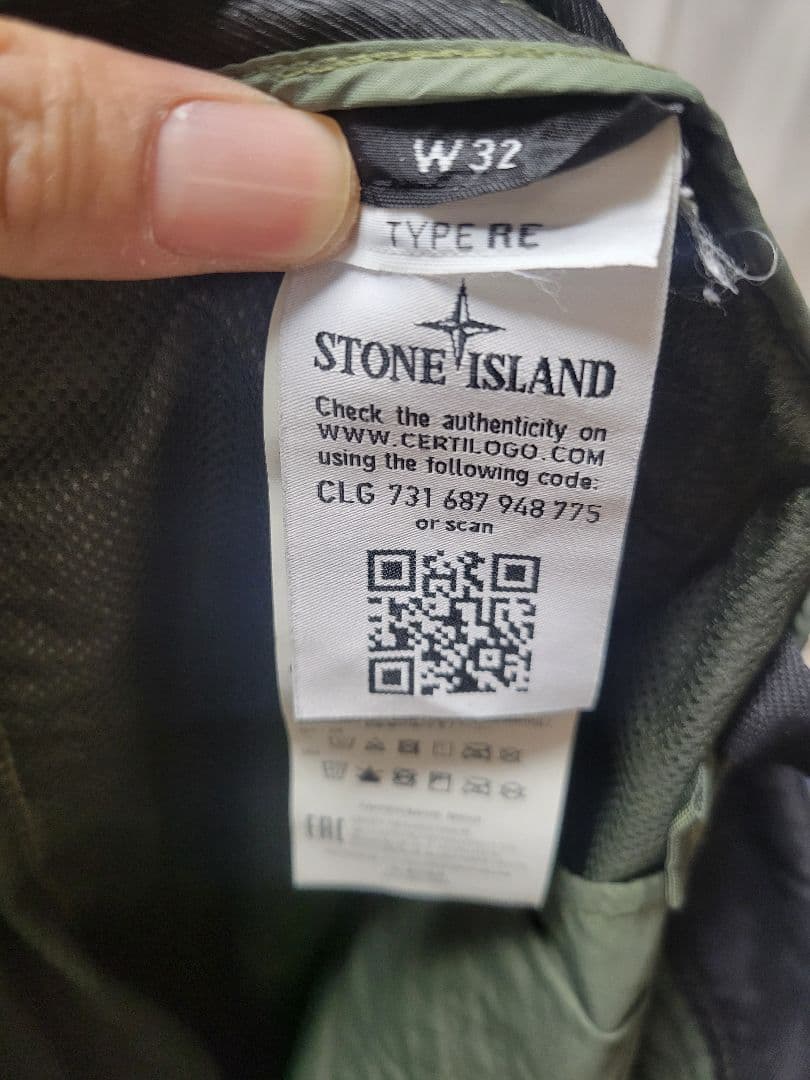 W 32
TYPE RE
STONE ISLAND
Check the authenticity on
WWW.CERTILOGO.COM
using the following code:
CLG 731 687 948 775
or scan
EAC